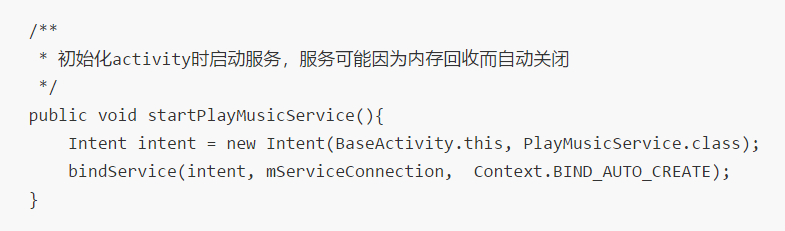 /**
 * 初始化activity时启动服务，服务可能因为内存回收而自动关闭
 */
public void startPlayMusicService(){
    Intent intent = new Intent(BaseActivity.this, PlayMusicService.class);
    bindService(intent, mServiceConnection,  Context.BIND_AUTO_CREATE);
}